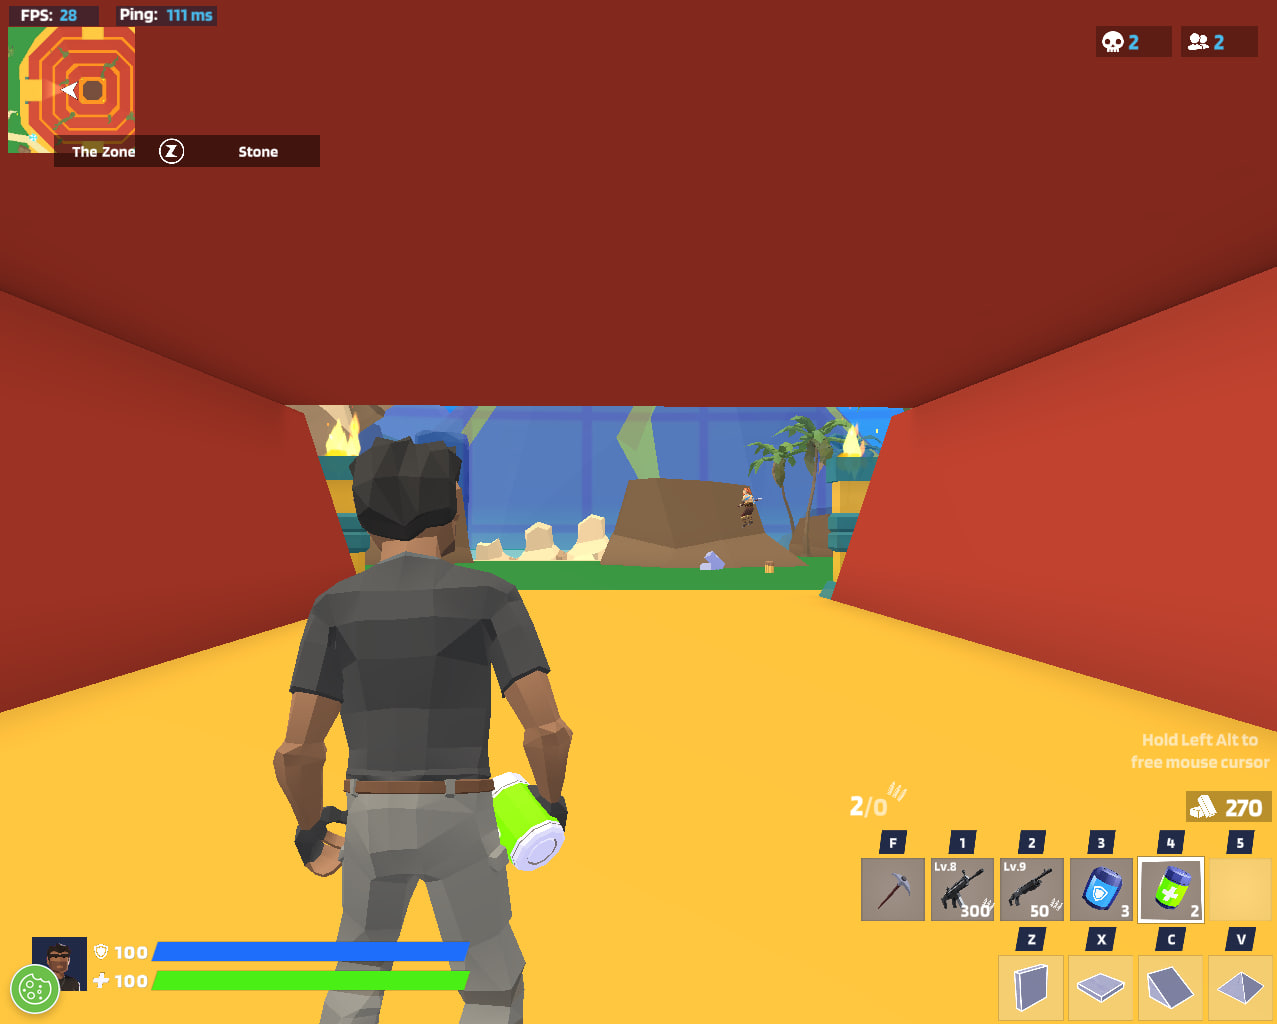 FPS: 28 Ping: 111 ms
2 2
The Zone Z Stone
Hold Left Alt to
free mouse cursor
2/0 270
F 1 2 3 4 5
Lv.8 Lv.9
300 50 3 2
Z X C V
100
100